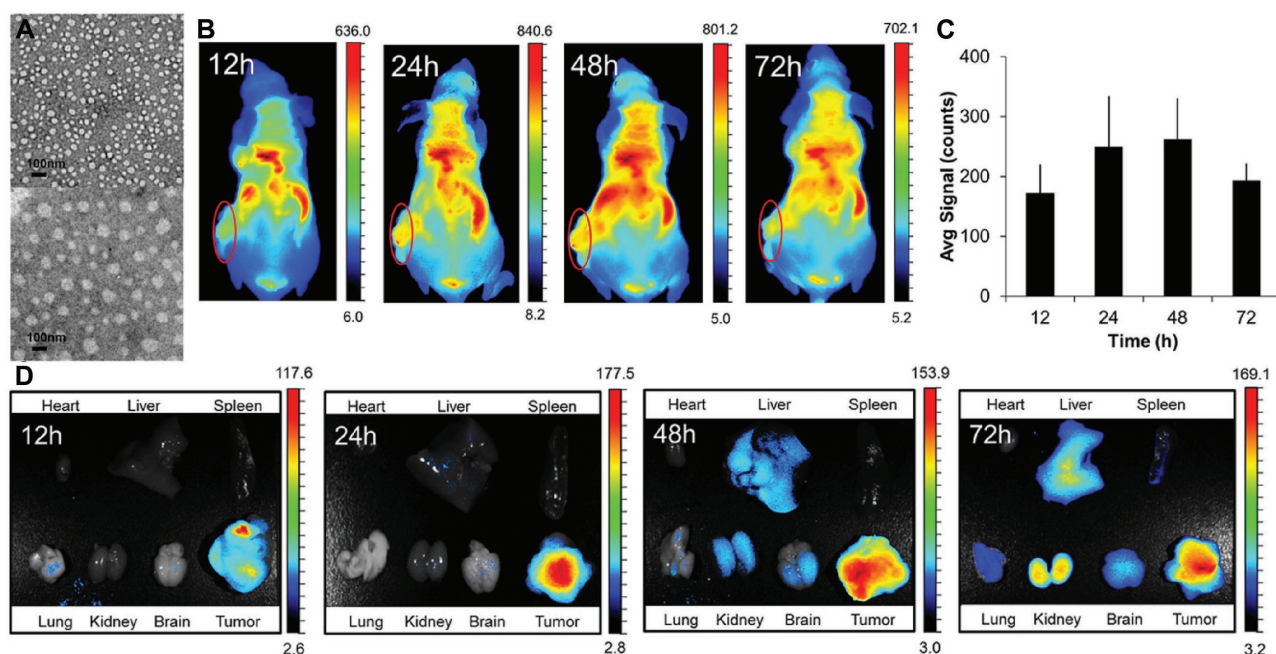 A
100nm
100nm
B
12h
636.0
6.0
24h
840.6
8.2
48h
801.2
5.0
72h
702.1
5.2
C
Avg Signal (counts)
400
300
200
100
0
12 24 48 72
Time (h)
D
117.6
Heart Liver Spleen
12h
Lung Kidney Brain Tumor
2.6
177.5
Heart Liver Spleen
24h
Lung Kidney Brain Tumor
2.8
153.9
Heart Liver Spleen
48h
Lung Kidney Brain Tumor
3.0
169.1
Heart Liver Spleen
72h
Lung Kidney Brain Tumor
3.2